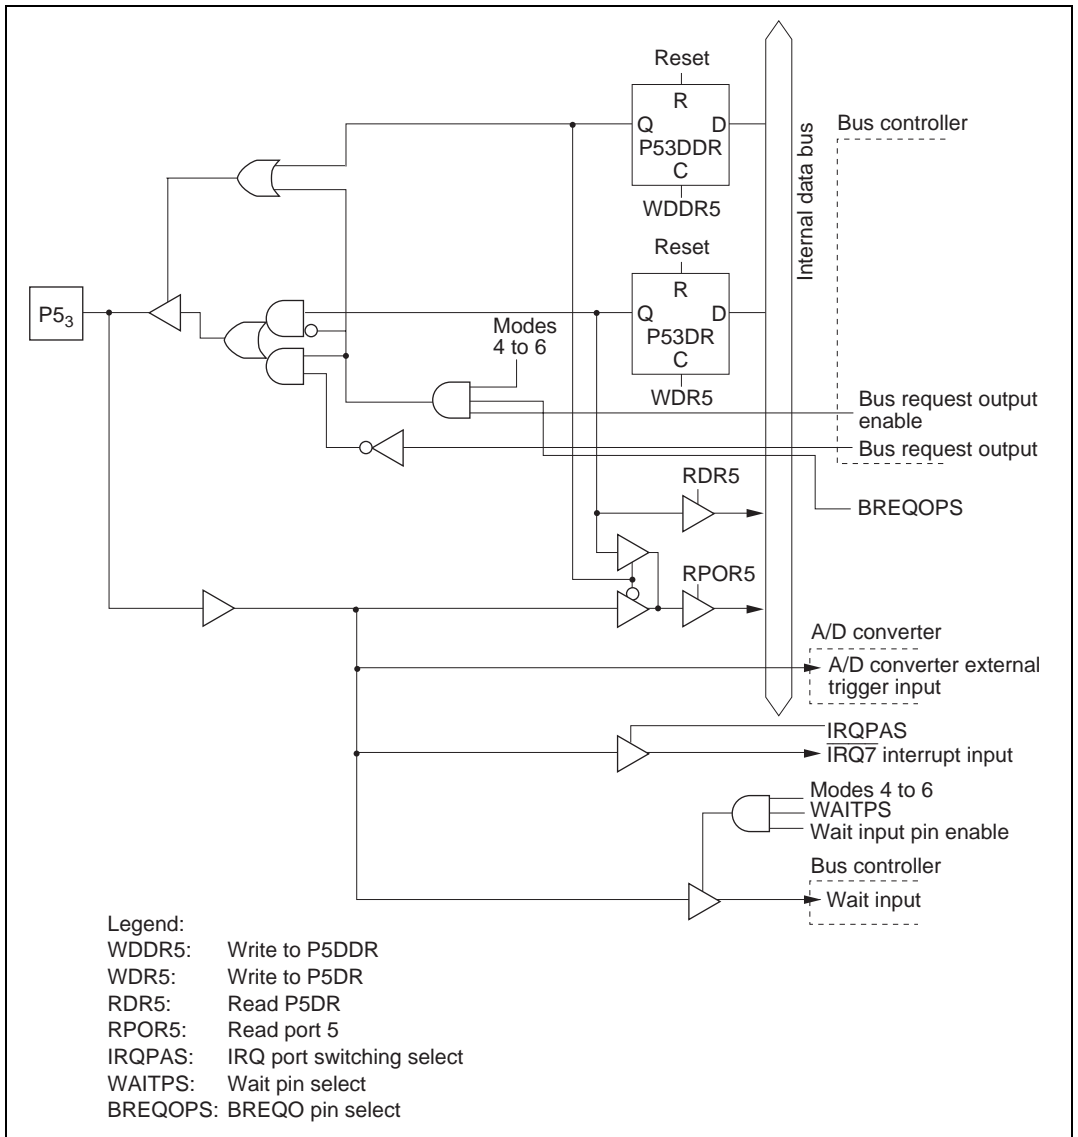 Reset
R
Q D
P53DDR
C
WDDR5
Internal data bus
Bus controller
Reset
R
Q D
P53DR
C
WDR5
P5₃
Modes
4 to 6
Bus request output
enable
Bus request output
RDR5
BREQOPS
RPOR5
A/D converter
A/D converter external
trigger input
IRQPAS
IRQ7 interrupt input
Modes 4 to 6
WAITPS
Wait input pin enable
Bus controller
Wait input
Legend:
WDDR5: Write to P5DDR
WDR5: Write to P5DR
RDR5: Read P5DR
RPOR5: Read port 5
IRQPAS: IRQ port switching select
WAITPS: Wait pin select
BREQOPS: BREQO pin select